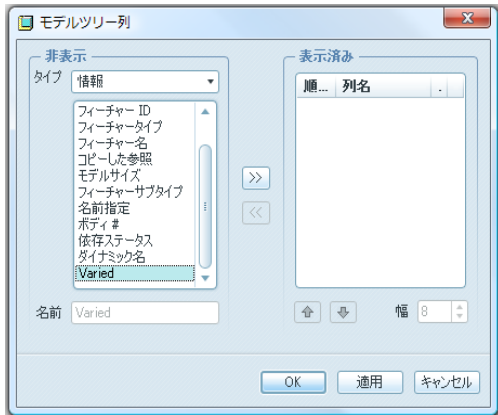 モデルツリー列
非表示
タイプ 情報
フィーチャー ID
フィーチャータイプ
フィーチャー名
コピーした参照
モデルサイズ
フィーチャーサブタイプ
名前指定
ボディ #
依存ステータス
ダイナミック名
Varied
名前 Varied
>>
<<
表示済み
順... 列名 .
幅 8
OK 適用 キャンセル